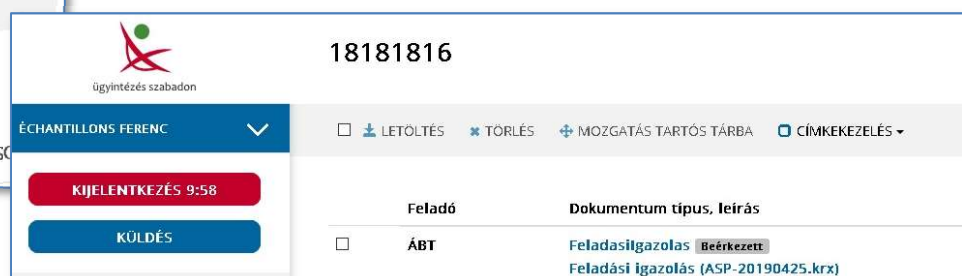 18181816
ügyintézés szabadon
ÉCHANTILLONS FERENC
LETÖLTÉS TÖRLÉS MOZGATÁS TARTÓS TÁRBA CÍMKEKEZELÉS
KIJELENTKEZÉS 9:58
KÜLDÉS
Feladó Dokumentum típus, leírás
ÁBT Feladasilgazolas Beérkezett
Feladási igazolás (ASP-20190425.krx)